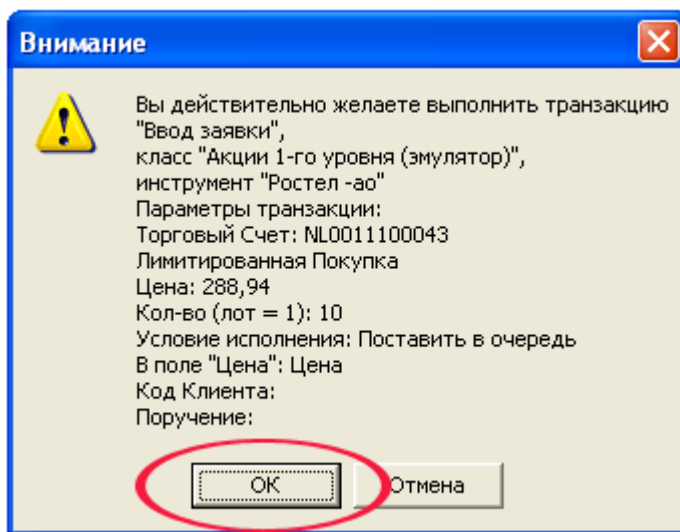 Внимание
Вы действительно желаете выполнить транзакцию
"Ввод заявки",
класс "Акции 1-го уровня (эмулятор)",
инструмент "Ростел -ао"
Параметры транзакции:
Торговый Счет: NL0011100043
Лимитированная Покупка
Цена: 288,94
Кол-во (лот = 1): 10
Условие исполнения: Поставить в очередь
В поле "Цена": Цена
Код Клиента:
Поручение:
OK Отмена